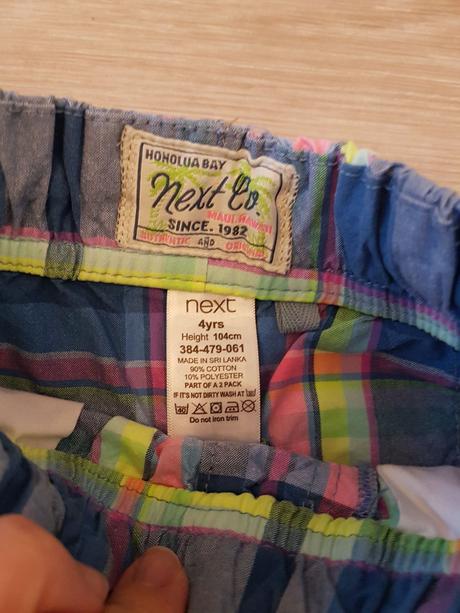 HONOLUA BAY
Next Co.
MAUI. HAWAII
SINCE. 1982
AUTHENTIC AND ORIGINAL
next
4yrs
Height 104cm
384-479-061
MADE IN SRI LANKA
90% COTTON
10% POLYESTER
PART OF A 2 PACK
IF IT'S NOT DIRTY WASH AT
Do not iron trim